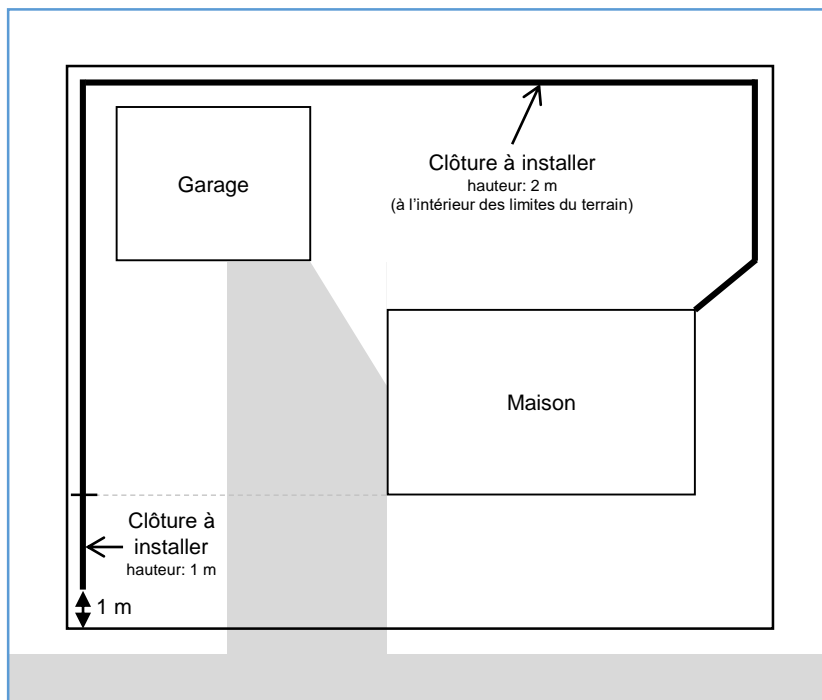 Garage
Clôture à installer
hauteur: 2 m
(à l'intérieur des limites du terrain)
Maison
Clôture à
installer
hauteur: 1 m
1 m